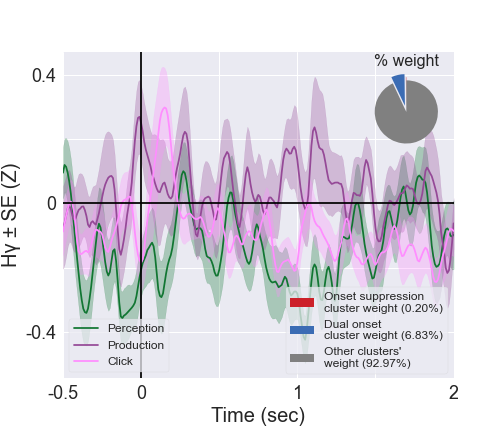 % weight
0.4
0
-0.4
Hγ ± SE (Z)
Perception
Production
Click
Onset suppression
cluster weight (0.20%)
Dual onset
cluster weight (6.83%)
Other clusters'
weight (92.97%)
-0.5 0 1 2
Time (sec)